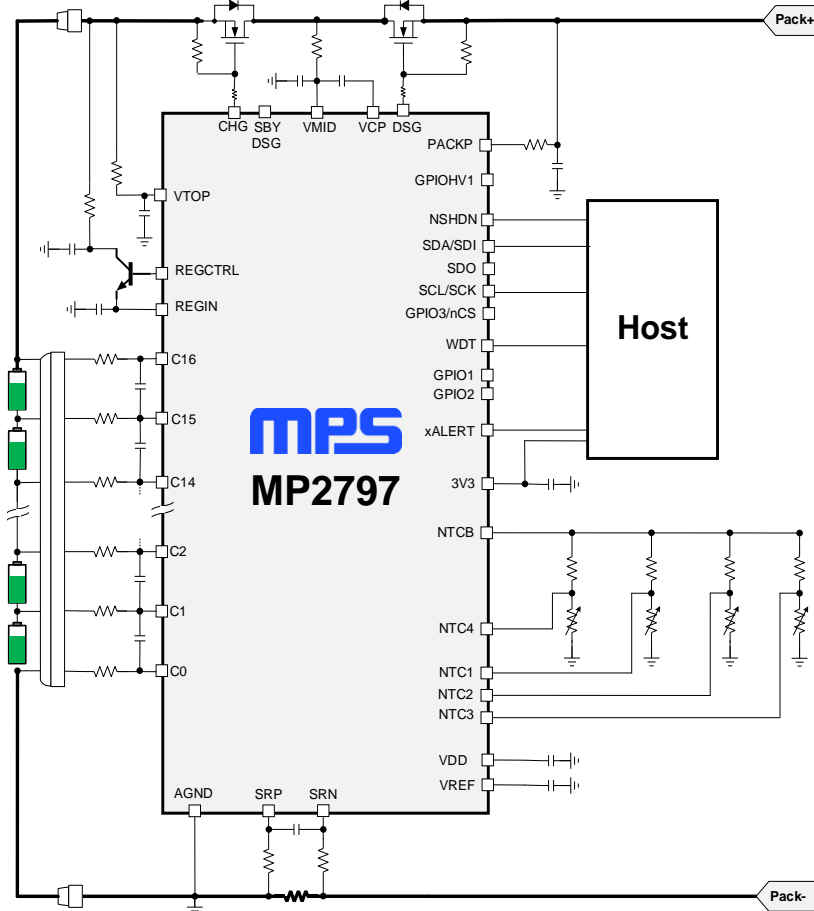 Pack+
CHG
SBY
DSG
VMID
VCP
DSG
PACKP
GPIOHV1
VTOP
NSHDN
SDA/SDI
SDO
REGCTRL
SCL/SCK
REGIN
GPIO3/nCS
Host
WDT
C16
GPIO1
GPIO2
C15
mps
xALERT
C14
MP2797
3V3
NTCB
C2
C1
NTC4
C0
NTC1
NTC2
NTC3
VDD
VREF
AGND
SRP
SRN
Pack-